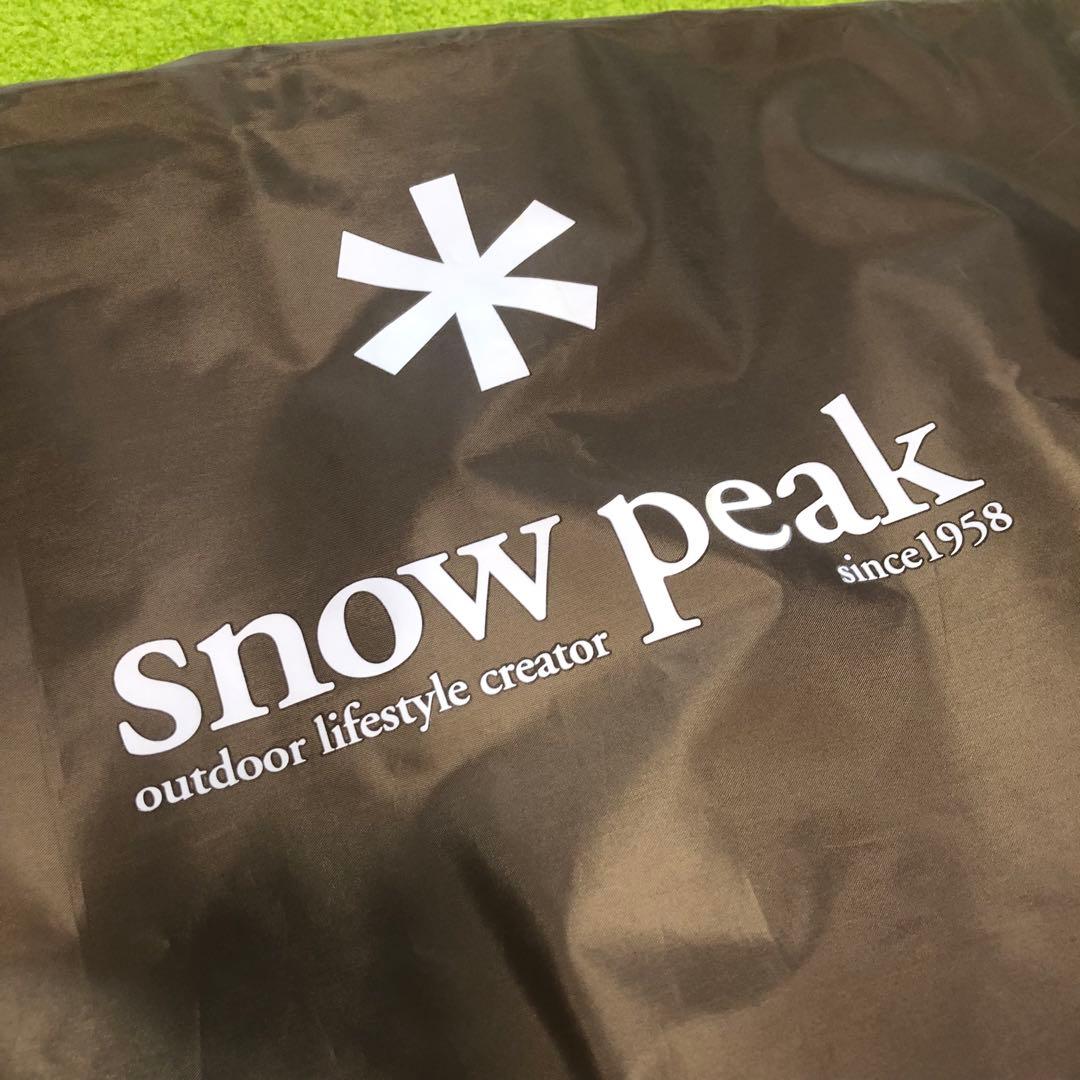 snow peak
outdoor lifestyle creator
since1958